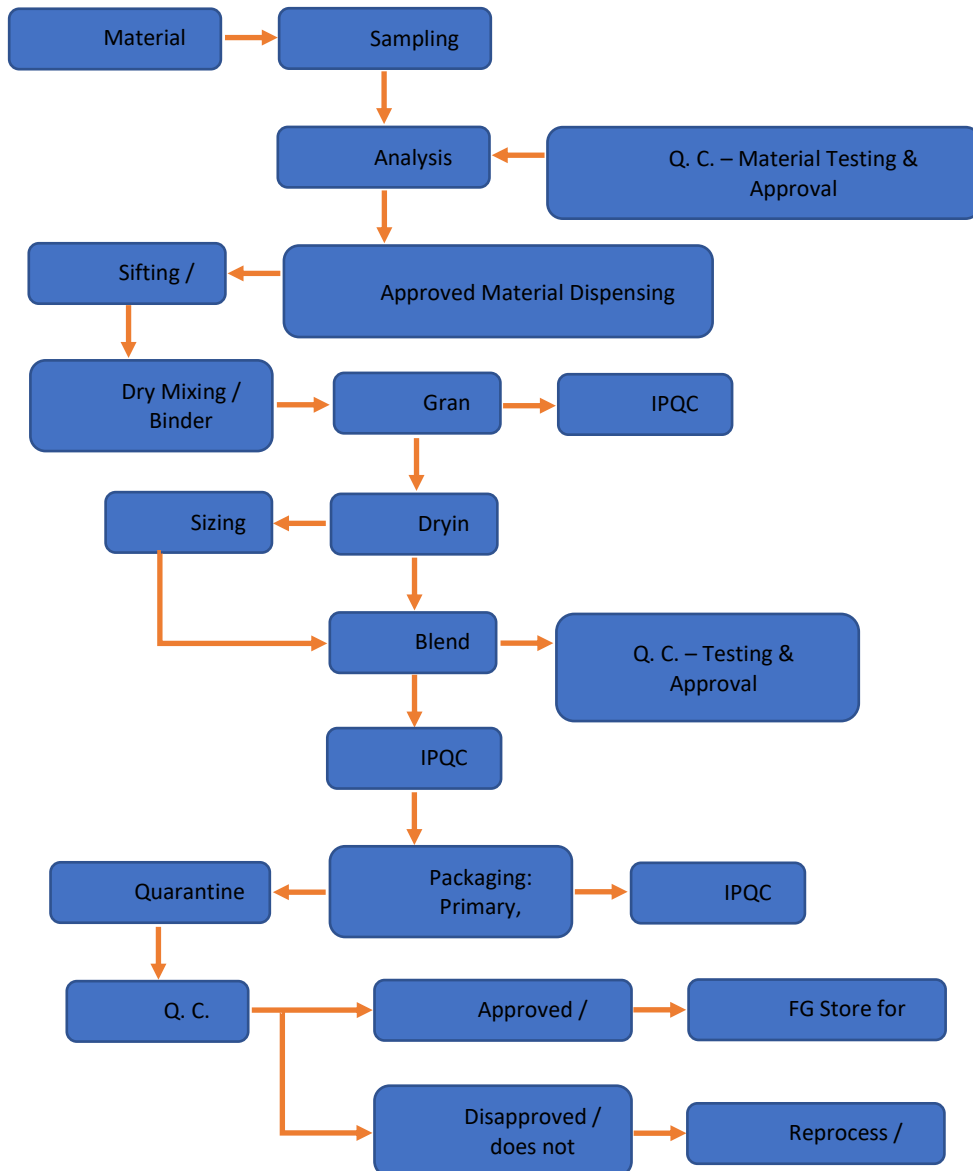 Material
Sampling
Analysis
Q. C. – Material Testing &
Approval
Sifting /
Approved Material Dispensing
Dry Mixing /
Binder
Gran
IPQC
Sizing
Dryin
Blend
Q. C. – Testing &
Approval
IPQC
Packaging:
Primary,
Quarantine
IPQC
Q. C.
Approved /
FG Store for
Disapproved /
does not
Reprocess /